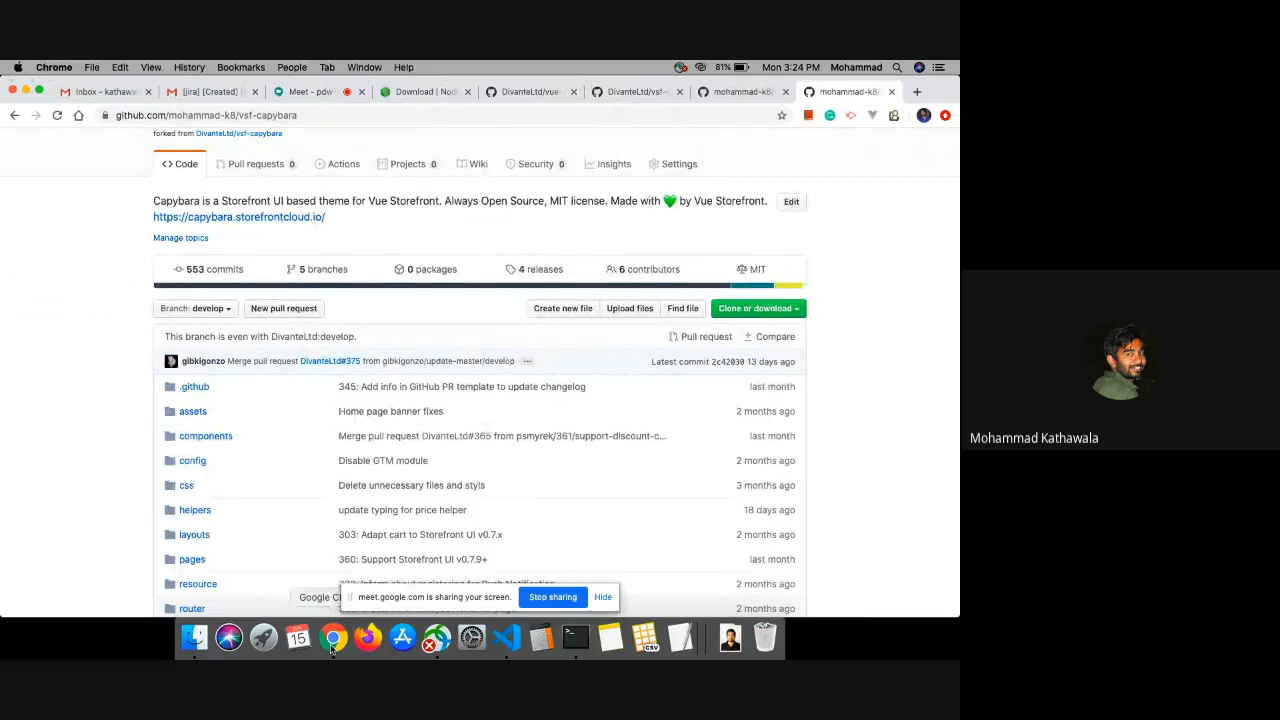 Chrome File Edit View History Bookmarks People Tab Window Help 81% Mon 3:24 PM Mohammad
Inbox - kathawa [jira] [Created] Meet - pdw- Download | Nod DivanteLtd/vue- DivanteLtd/vsf- mohammad-k8/ mohammad-k8/
github.com/mohammad-k8/vsf-capybara
forked from DivanteLtd/vsf-capybara
<> Code Pull requests 0 Actions Projects 0 Wiki Security 0 Insights Settings
Capybara is a Storefront UI based theme for Vue Storefront. Always Open Source, MIT license. Made with 💚 by Vue Storefront. Edit
https://capybara.storefrontcloud.io/
Manage topics
553 commits 5 branches 0 packages 4 releases 6 contributors MIT
Branch: develop New pull request Create new file Upload files Find file Clone or download
This branch is even with DivanteLtd:develop. Pull request Compare
gibkigonzo Merge pull request DivanteLtd#375 from gibkigonzo/update-master/develop ... Latest commit 2c42030 13 days ago
.github 345: Add info in GitHub PR template to update changelog last month
assets Home page banner fixes 2 months ago
components Merge pull request DivanteLtd#365 from psmyrek/361/support-discount-c... last month
config Disable GTM module 2 months ago
css Delete unnecessary files and styls 3 months ago
helpers update typing for price helper 18 days ago
layouts 303: Adapt cart to Storefront UI v0.7.x 2 months ago
pages 360: Support Storefront UI v0.7.9+ last month
resource 2 months ago
Google C meet.google.com is sharing your screen. Stop sharing Hide
router 2 months ago
JUN
15
CSV
Mohammad Kathawala